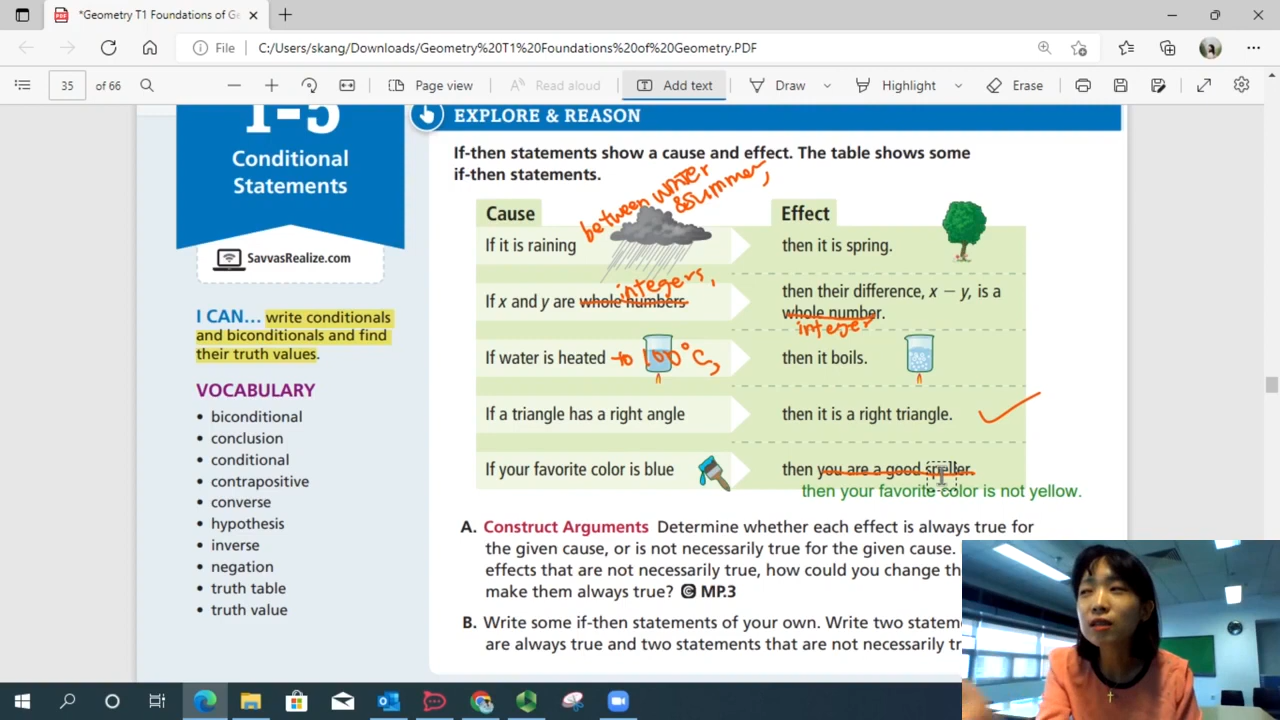 *Geometry T1 Foundations of Ge
File
C:/Users/skang/Downloads/Geometry%20T1%20Foundations%20of%20Geometry.PDF
35 of 66
Page view
Read aloud
Add text
Draw
Highlight
Erase
1-5
Conditional
Statements
SavvasRealize.com
I CAN... write conditionals
and biconditionals and find
their truth values.
VOCABULARY
• biconditional
• conclusion
• conditional
• contrapositive
• converse
• hypothesis
• inverse
• negation
• truth table
• truth value
EXPLORE & REASON
If-then statements show a cause and effect. The table shows some
if-then statements.
Cause
Effect
between winter
&summer,
If it is raining
then it is spring.
integers,
If x and y are whole numbers
then their difference, x − y, is a
whole number.
integer
If water is heated to 100°C,
then it boils.
If a triangle has a right angle
then it is a right triangle.
If your favorite color is blue
then you are a good speller.
then your favorite color is not yellow.
A. Construct Arguments Determine whether each effect is always true for
the given cause, or is not necessarily true for the given cause.
effects that are not necessarily true, how could you change th
make them always true? MP.3
B. Write some if-then statements of your own. Write two statem
are always true and two statements that are not necessarily tr